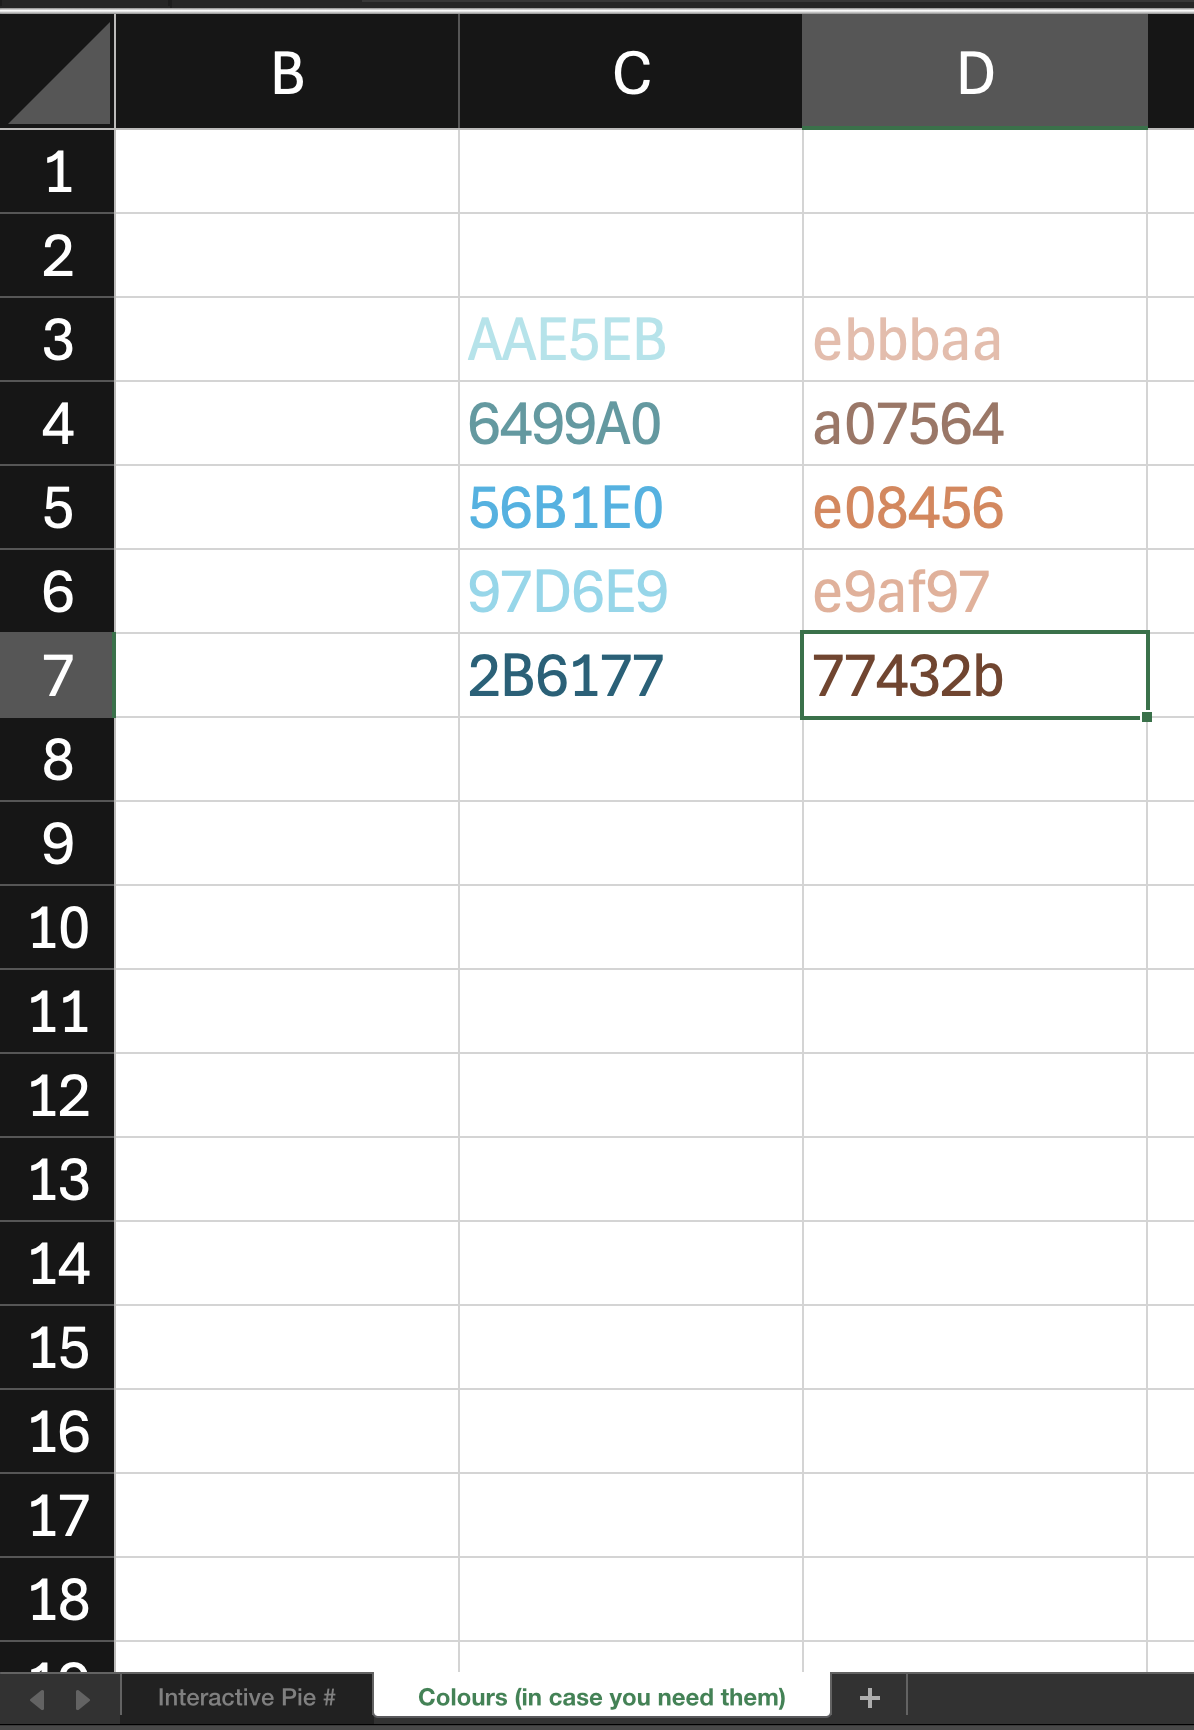 B C D
1
2
3 AAE5EB ebbbaa
4 6499A0 a07564
5 56B1E0 e08456
6 97D6E9 e9af97
7 2B6177 77432b
8
9
10
11
12
13
14
15
16
17
18
Interactive Pie # Colours (in case you need them) +